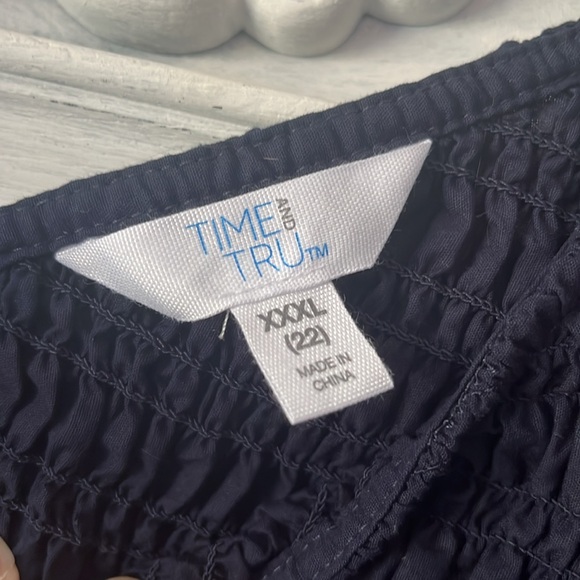 TIME AND
TRU™
XXXL
(22)
MADE IN
CHINA